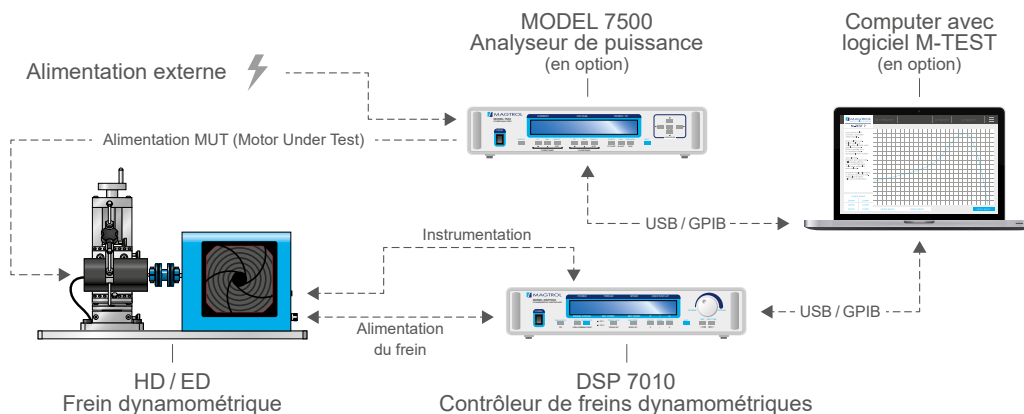 MODEL 7500
Analyseur de puissance
(en option)
Computer avec
logiciel M-TEST
(en option)
Alimentation externe
MAGTROL
Alimentation MUT (Motor Under Test)
USB / GPIB
Instrumentation
MAGTROL
USB / GPIB
Alimentation
du frein
HD / ED
Frein dynamométrique
DSP 7010
Contrôleur de freins dynamométriques